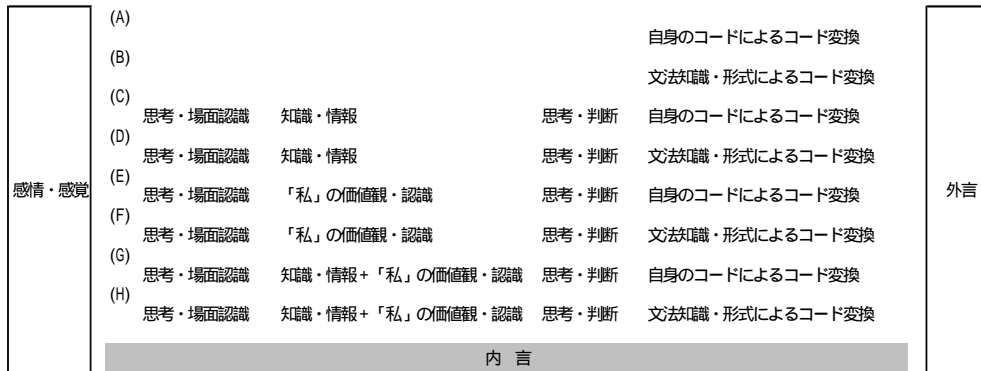 (A)
自身のコードによるコード変換
(B)
文法知識・形式によるコード変換
(C)
思考・場面認識 知識・情報 思考・判断 自身のコードによるコード変換
(D)
思考・場面認識 知識・情報 思考・判断 文法知識・形式によるコード変換
(E)
感情・感覚 思考・場面認識 「私」の価値観・認識 思考・判断 自身のコードによるコード変換 外言
(F)
思考・場面認識 「私」の価値観・認識 思考・判断 文法知識・形式によるコード変換
(G)
思考・場面認識 知識・情報+「私」の価値観・認識 思考・判断 自身のコードによるコード変換
(H)
思考・場面認識 知識・情報+「私」の価値観・認識 思考・判断 文法知識・形式によるコード変換
内 言